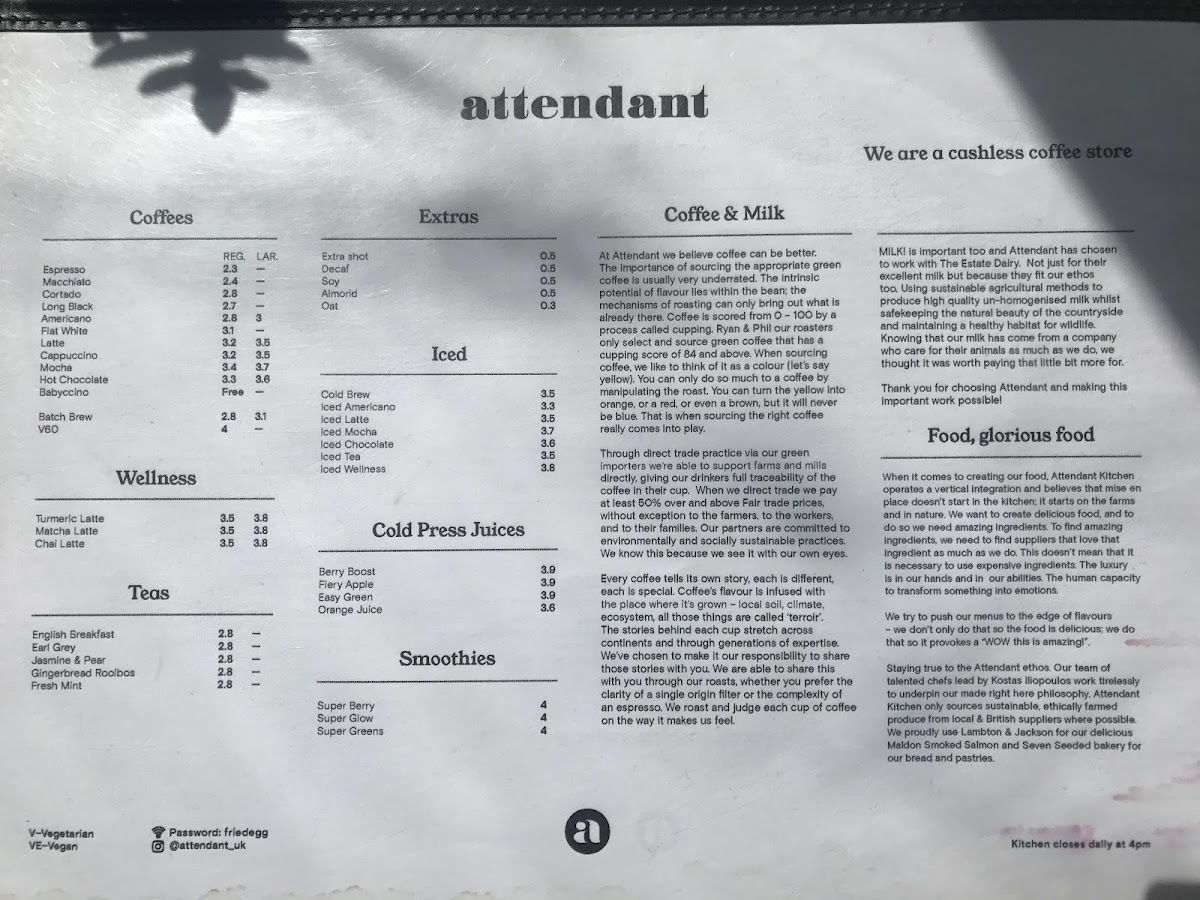 attendant
We are a cashless coffee store
Coffees
REG. LAR.
Espresso 2.3 –
Macchiato 2.4 –
Cortado 2.8 –
Long Black 2.7 –
Americano 2.8 3
Flat White 3.1 –
Latte 3.2 3.5
Cappuccino 3.2 3.5
Mocha 3.4 3.7
Hot Chocolate 3.3 3.6
Babyccino Free –
Batch Brew 2.8 3.1
V60 4 –
Wellness
Turmeric Latte 3.5 3.8
Matcha Latte 3.5 3.8
Chai Latte 3.5 3.8
Teas
English Breakfast 2.8 –
Earl Grey 2.8 –
Jasmine & Pear 2.8 –
Gingerbread Rooibos 2.8 –
Fresh Mint 2.8 –
Extras
Extra shot 0.5
Decaf 0.5
Soy 0.5
Almond 0.5
Oat 0.3
Iced
Cold Brew 3.5
Iced Americano 3.3
Iced Latte 3.5
Iced Mocha 3.7
Iced Chocolate 3.6
Iced Tea 3.5
Iced Wellness 3.8
Cold Press Juices
Berry Boost 3.9
Fiery Apple 3.9
Easy Green 3.9
Orange Juice 3.6
Smoothies
Super Berry 4
Super Glow 4
Super Greens 4
Coffee & Milk
At Attendant we believe coffee can be better.
The importance of sourcing the appropriate green
coffee is usually very underrated. The intrinsic
potential of flavour lies within the bean; the
mechanisms of roasting can only bring out what is
already there. Coffee is scored from 0 – 100 by a
process called cupping. Ryan & Phil our roasters
only select and source green coffee that has a
cupping score of 84 and above. When sourcing
coffee, we like to think of it as a colour (let's say
yellow). You can only do so much to a coffee by
manipulating the roast. You can turn the yellow into
orange, or a red, or even a brown, but it will never
be blue. That is when sourcing the right coffee
really comes into play.
Through direct trade practice via our green
importers we're able to support farms and mills
directly, giving our drinkers full traceability of the
coffee in their cup. When we direct trade we pay
at least 50% over and above Fair trade prices,
without exception to the farmers, to the workers,
and to their families. Our partners are committed to
environmentally and socially sustainable practices.
We know this because we see it with our own eyes.
Every coffee tells its own story, each is different,
each is special. Coffee's flavour is infused with
the place where it's grown – local soil, climate,
ecosystem, all those things are called 'terroir'.
The stories behind each cup stretch across
continents and through generations of expertise.
We've chosen to make it our responsibility to share
those stories with you. We are able to share this
with you through our roasts, whether you prefer the
clarity of a single origin filter or the complexity of
an espresso. We roast and judge each cup of coffee
on the way it makes us feel.
MILK! is important too and Attendant has chosen
to work with The Estate Dairy. Not just for their
excellent milk but because they fit our ethos
too. Using sustainable agricultural methods to
produce high quality un-homogenised milk whilst
safekeeping the natural beauty of the countryside
and maintaining a healthy habitat for wildlife.
Knowing that our milk has come from a company
who care for their animals as much as we do, we
thought it was worth paying that little bit more for.
Thank you for choosing Attendant and making this
important work possible!
Food, glorious food
When it comes to creating our food, Attendant Kitchen
operates a vertical integration and believes that mise en
place doesn't start in the kitchen; it starts on the farms
and in nature. We want to create delicious food, and to
do so we need amazing ingredients. To find amazing
ingredients, we need to find suppliers that love that
ingredient as much as we do. This doesn't mean that it
is necessary to use expensive ingredients. The luxury
is in our hands and in our abilities. The human capacity
to transform something into emotions.
We try to push our menus to the edge of flavours
– we don't only do that so the food is delicious; we do
that so it provokes a "WOW this is amazing!".
Staying true to the Attendant ethos. Our team of
talented chefs lead by Kostas Iliopoulos work tirelessly
to underpin our made right here philosophy. Attendant
Kitchen only sources sustainable, ethically farmed
produce from local & British suppliers where possible.
We proudly use Lambton & Jackson for our delicious
Maldon Smoked Salmon and Seven Seeded bakery for
our bread and pastries.
V–Vegetarian
VE–Vegan
Password: friedegg
@attendant_uk
a
Kitchen closes daily at 4pm